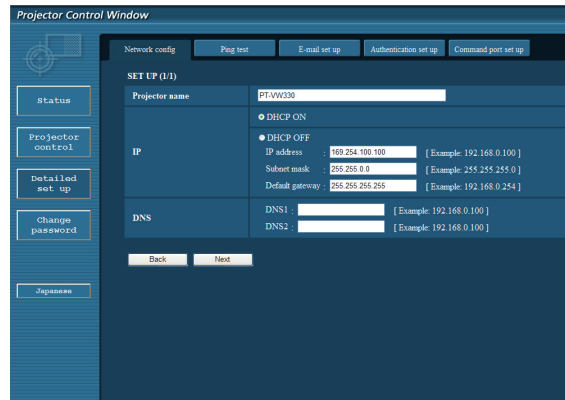 Projector Control Window
Network config
Ping test
E-mail set up
Authentication set up
Command port set up
SET UP (1/1)
Status
Projector control
Detailed set up
Change password
Japanese
Projector name
PT-VW330
IP
DHCP ON
DHCP OFF
IP address : 169.254.100.100 [ Example: 192.168.0.100 ]
Subnet mask : 255.255.0.0 [ Example: 255.255.255.0 ]
Default gateway : 255.255.255.255 [ Example: 192.168.0.254 ]
DNS
DNS1 : [ Example: 192.168.0.100 ]
DNS2 : [ Example: 192.168.0.100 ]
Back
Next